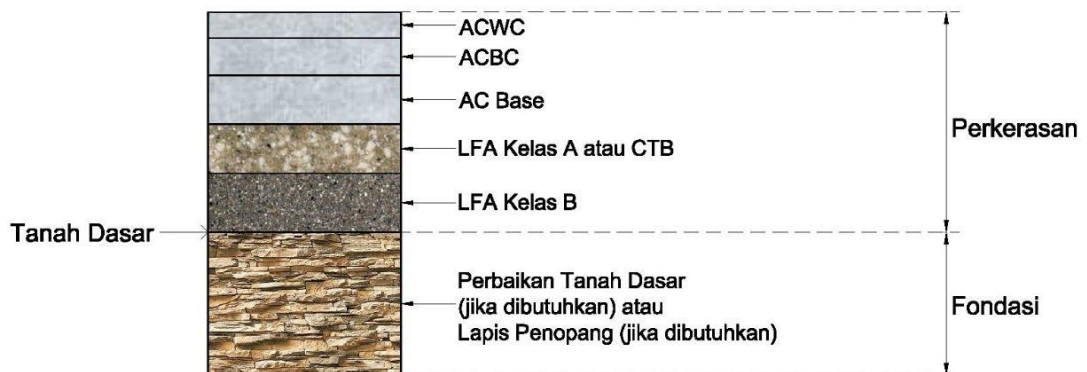 ACWC
ACBC
AC Base
LFA Kelas A atau CTB
LFA Kelas B
Perkerasan
Tanah Dasar
Perbaikan Tanah Dasar
(jika dibutuhkan) atau
Lapis Penopang (jika dibutuhkan)
Fondasi